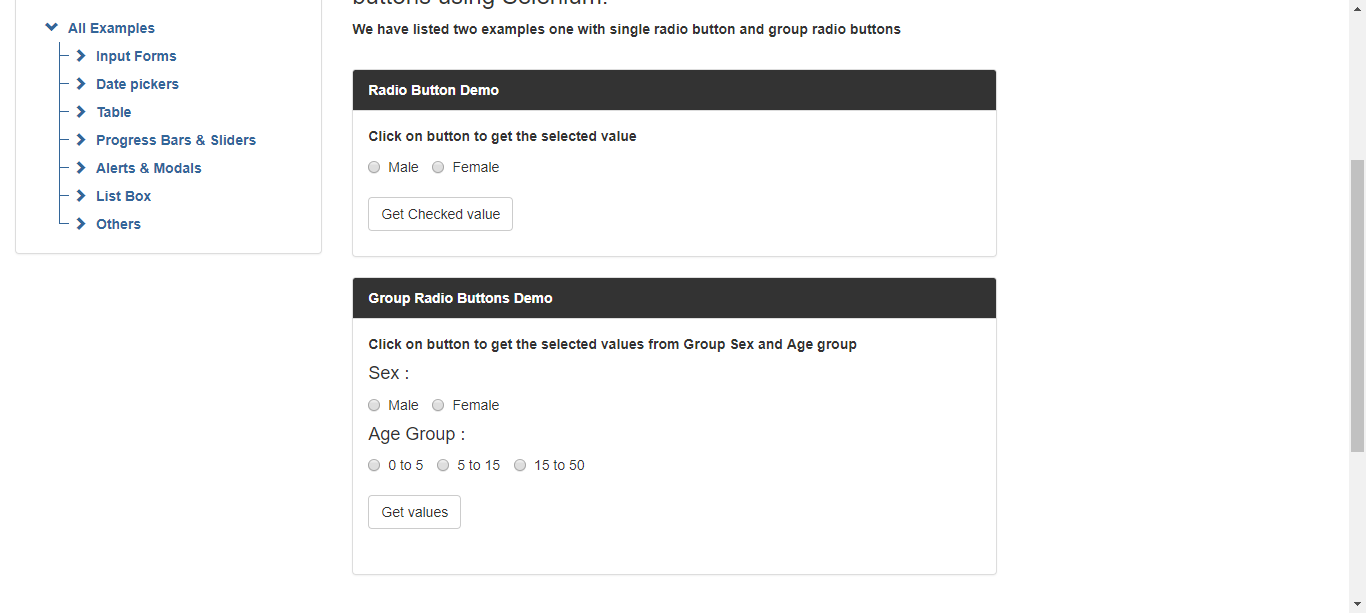 All Examples
Input Forms
Date pickers
Table
Progress Bars & Sliders
Alerts & Modals
List Box
Others
buttons using Selenium.
We have listed two examples one with single radio button and group radio buttons
Radio Button Demo
Click on button to get the selected value
Male Female
Get Checked value
Group Radio Buttons Demo
Click on button to get the selected values from Group Sex and Age group
Sex :
Male Female
Age Group :
0 to 5 5 to 15 15 to 50
Get values